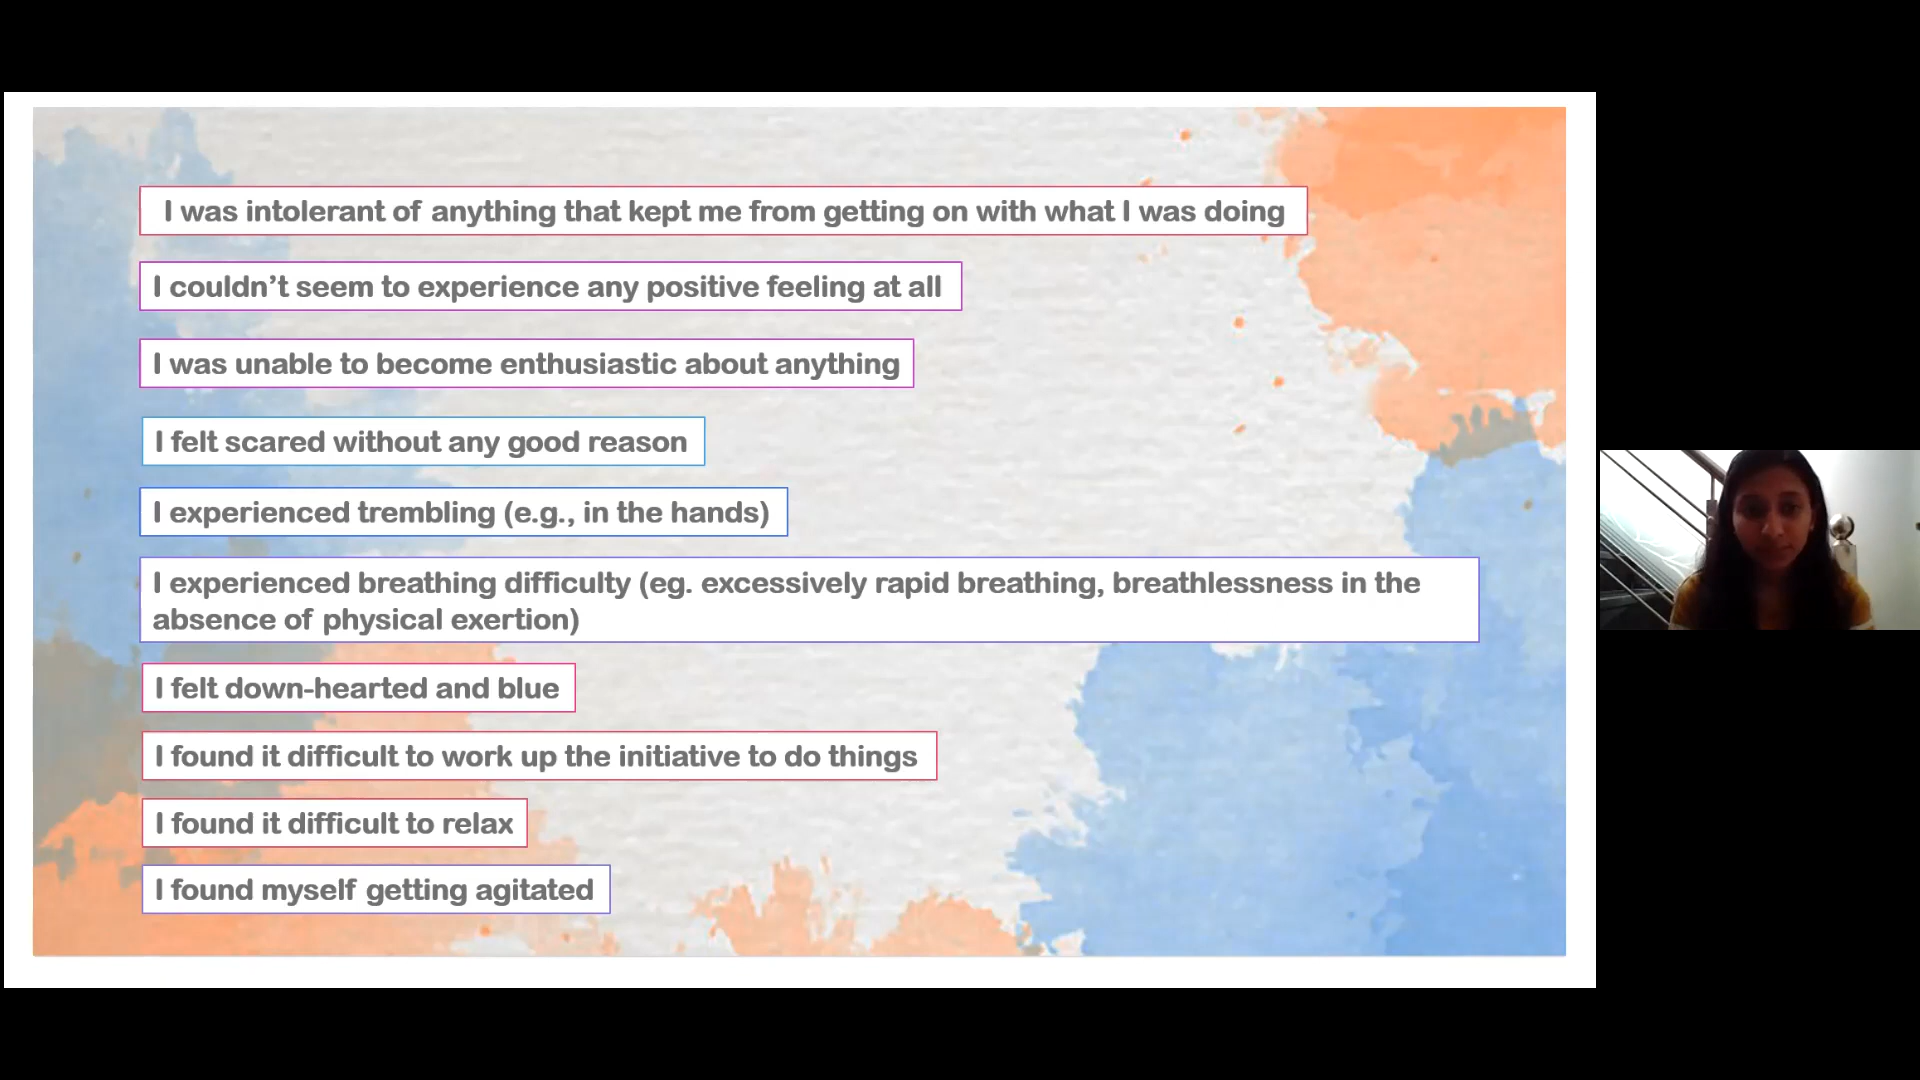 I was intolerant of anything that kept me from getting on with what I was doing
I couldn’t seem to experience any positive feeling at all
I was unable to become enthusiastic about anything
I felt scared without any good reason
I experienced trembling (e.g., in the hands)
I experienced breathing difficulty (eg. excessively rapid breathing, breathlessness in the
absence of physical exertion)
I felt down-hearted and blue
I found it difficult to work up the initiative to do things
I found it difficult to relax
I found myself getting agitated